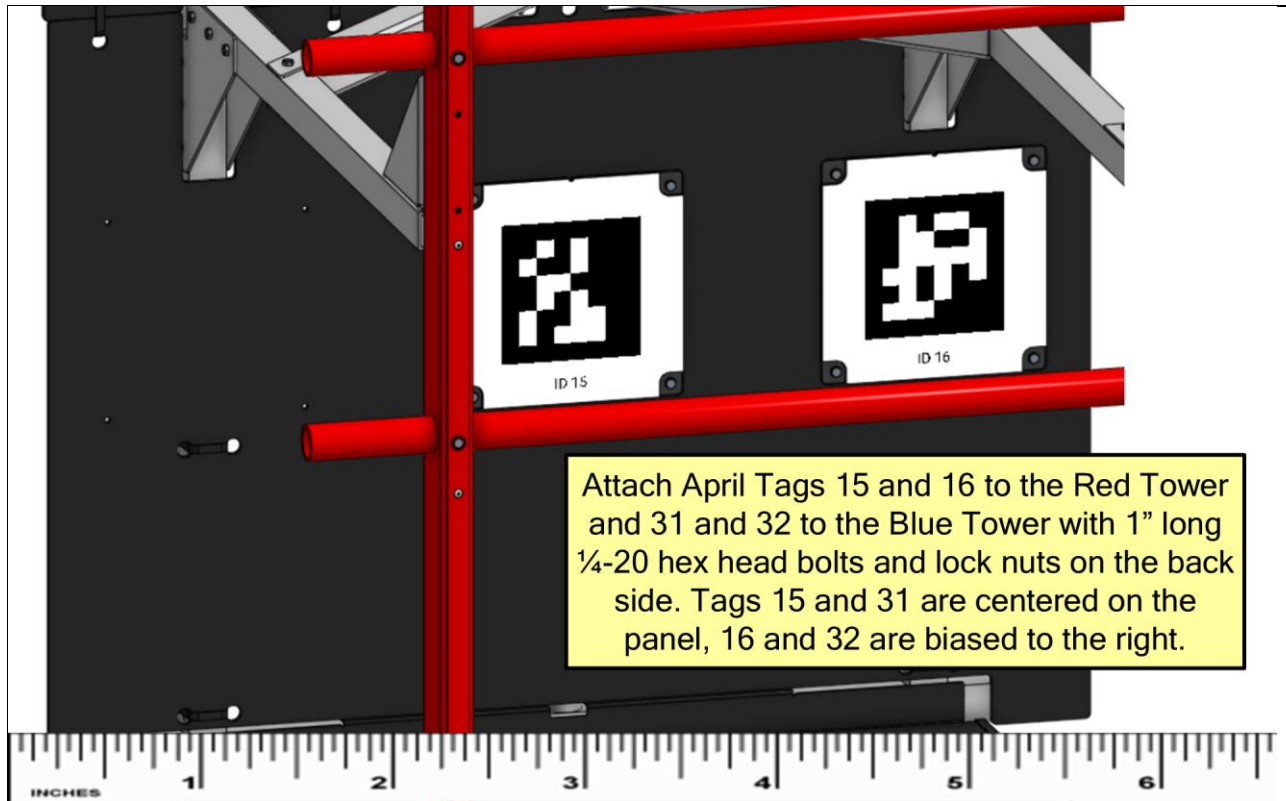 ID 15
ID 16
Attach April Tags 15 and 16 to the Red Tower
and 31 and 32 to the Blue Tower with 1” long
¼-20 hex head bolts and lock nuts on the back
side. Tags 15 and 31 are centered on the
panel, 16 and 32 are biased to the right.
1 2 3 4 5 6
INCHES